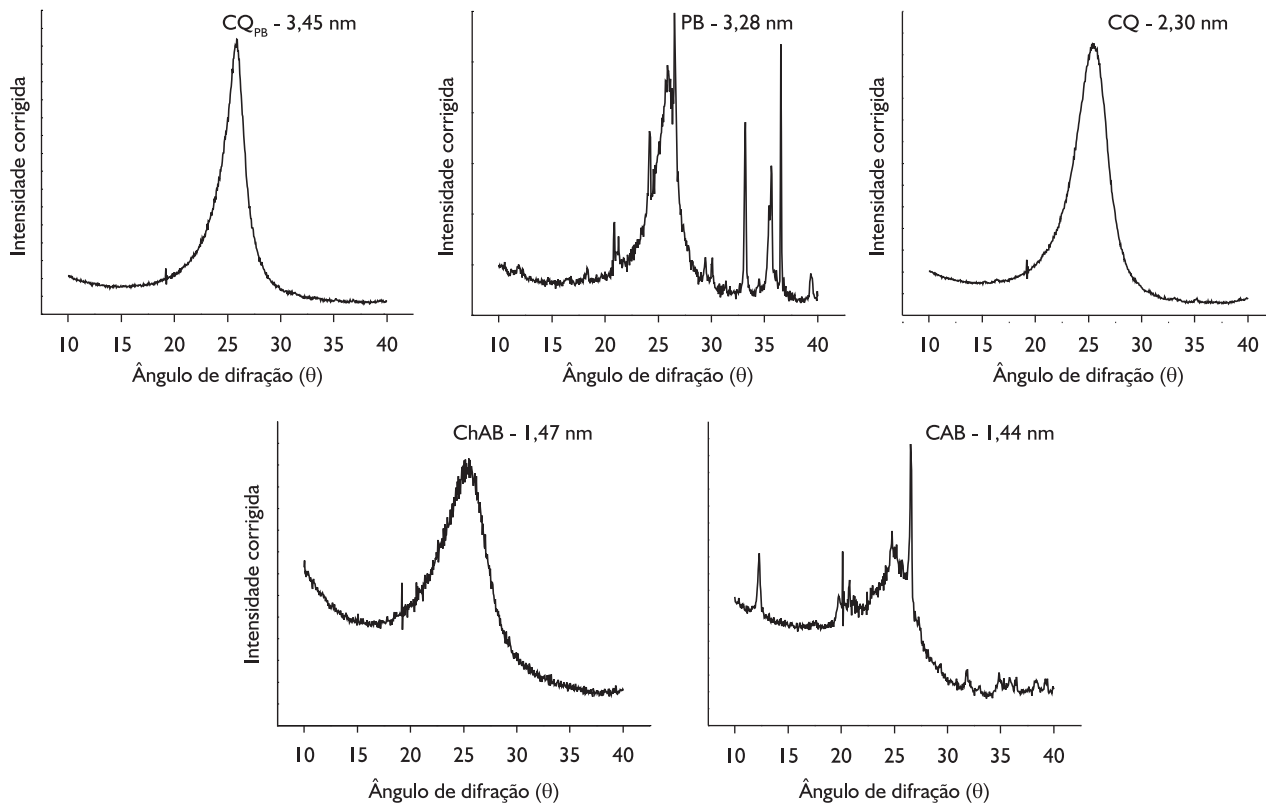 CQPB - 3,45 nm
Intensidade corrigida
10 15 20 25 30 35 40
Ângulo de difração (θ)
PB - 3,28 nm
Intensidade corrigida
10 15 20 25 30 35 40
Ângulo de difração (θ)
CQ - 2,30 nm
Intensidade corrigida
10 15 20 25 30 35 40
Ângulo de difração (θ)
ChAB - 1,47 nm
Intensidade corrigida
10 15 20 25 30 35 40
Ângulo de difração (θ)
CAB - 1,44 nm
Intensidade corrigida
10 15 20 25 30 35 40
Ângulo de difração (θ)